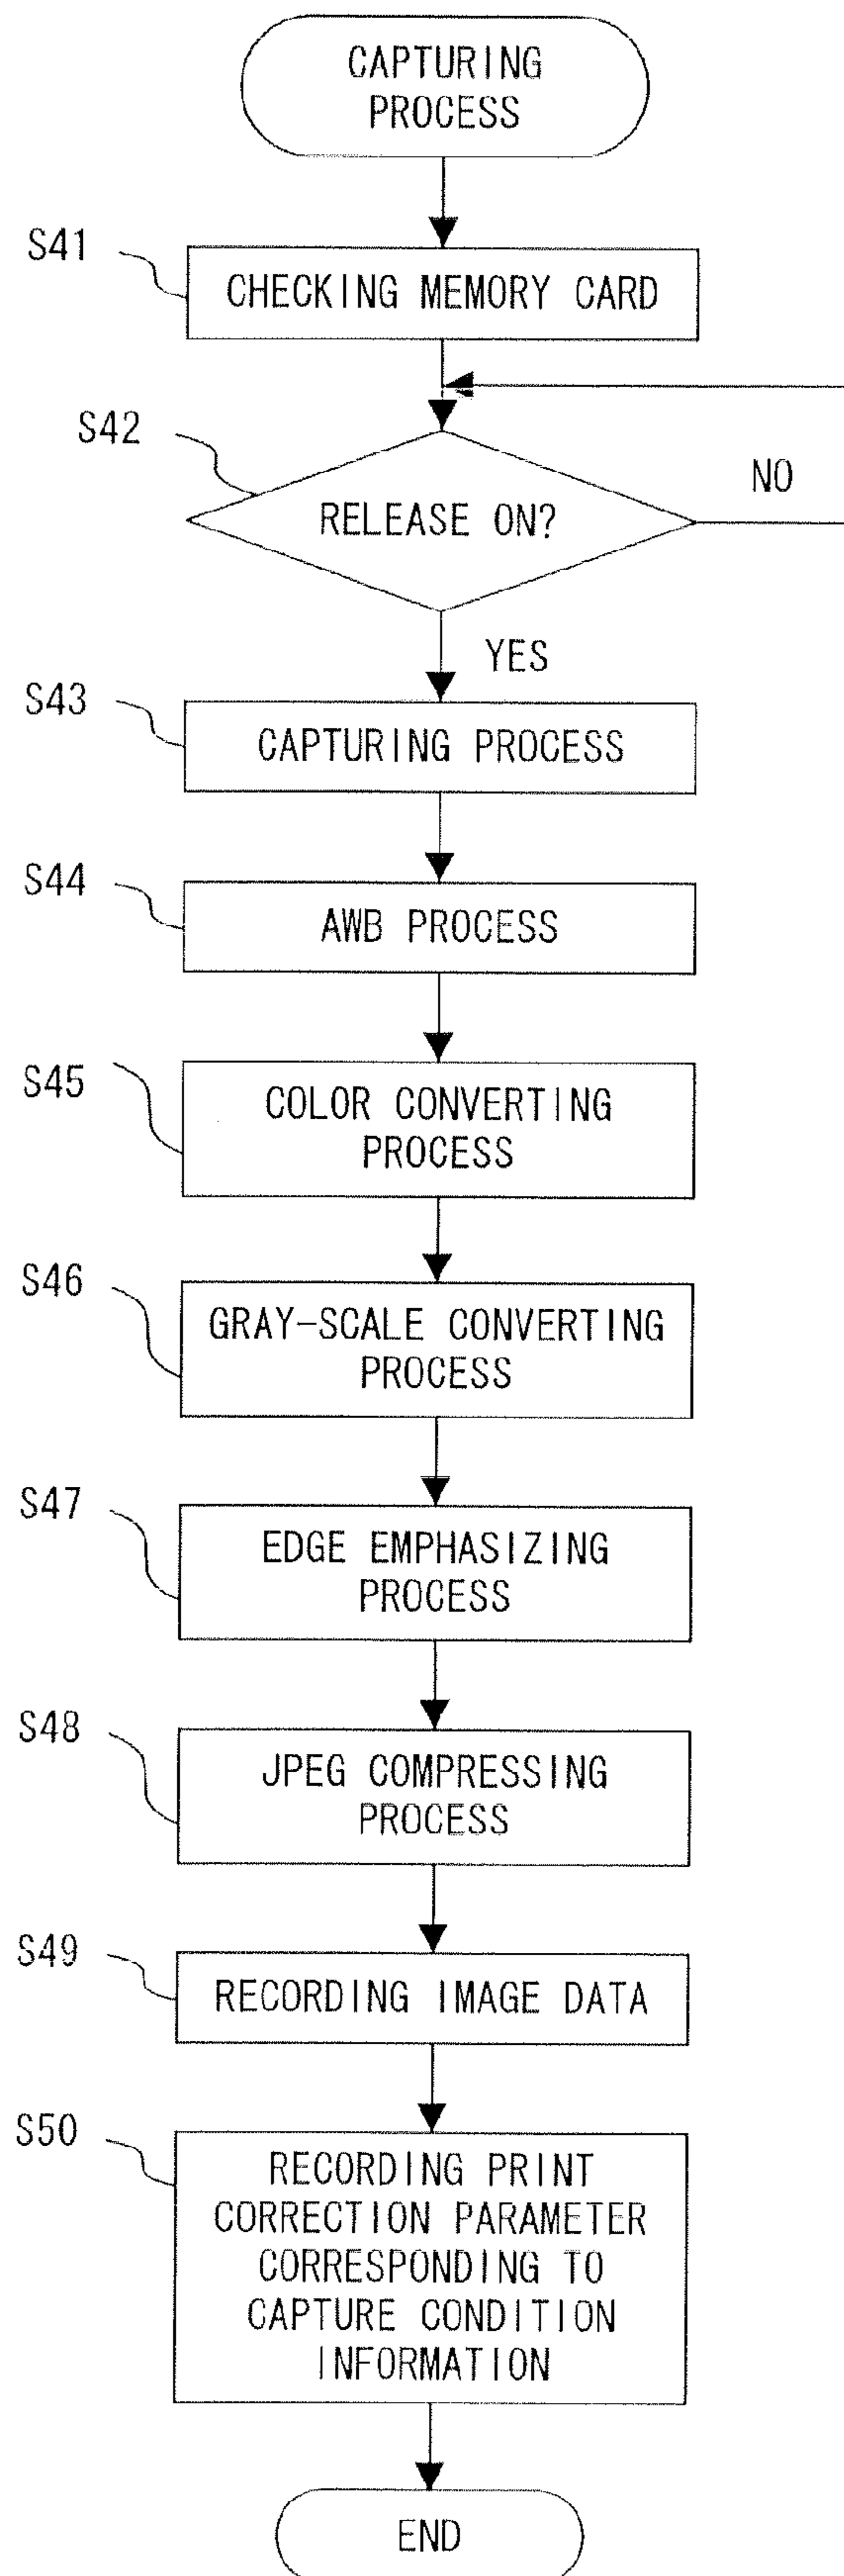 CAPTURING
PROCESS
S41
CHECKING MEMORY CARD
S42
RELEASE ON?
NO
YES
S43
CAPTURING PROCESS
S44
AWB PROCESS
S45
COLOR CONVERTING
PROCESS
S46
GRAY-SCALE CONVERTING
PROCESS
S47
EDGE EMPHASIZING
PROCESS
S48
JPEG COMPRESSING
PROCESS
S49
RECORDING IMAGE DATA
S50
RECORDING PRINT
CORRECTION PARAMETER
CORRESPONDING TO
CAPTURE CONDITION
INFORMATION
END